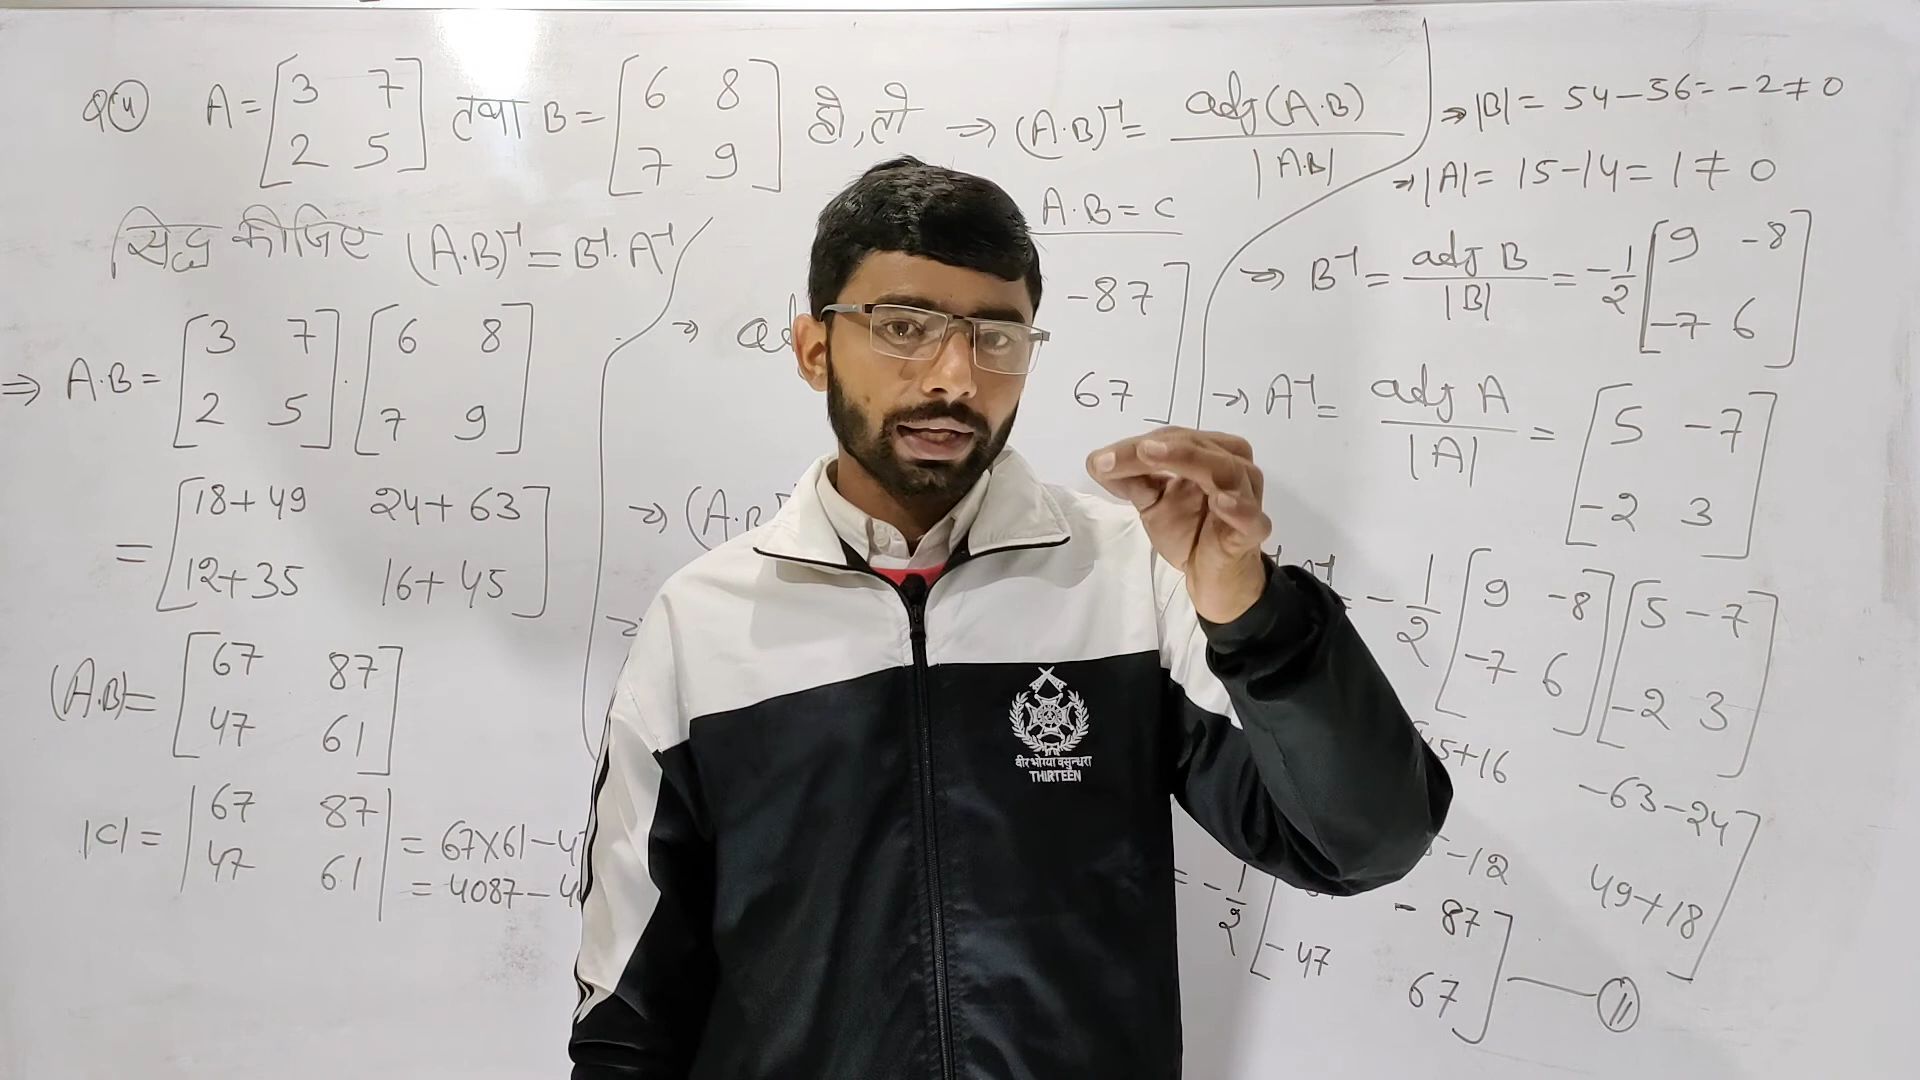 Q(4) A = [3 7 तथा B = [6 8 हो, तो
2 5] 7 9]
सिद्ध कीजिए (A.B)⁻¹ = B⁻¹.A⁻¹
⇒ A.B = [3 7 . [6 8
2 5] 7 9]
= [18+49 24+63
12+35 16+45]
(A.B) = [67 87
47 61]
|C| = |67 87
47 61| = 67×61-4
= 4087-4
→ (A.B)⁻¹ = adj(A.B)
|A.B|
A.B = C
→ ad -87
67]
→ (A.B
→ |B| = 54-56 = -2 ≠ 0
→ |A| = 15-14 = 1 ≠ 0
→ B⁻¹ = adj B / |B| = -1/2 [9 -8
-7 6]
→ A⁻¹ = adj A / |A| = [5 -7
-2 3]
= -1/2 [9 -8 [5 -7
-7 6] -2 3]
5+16 -63-24
-12 49+18]
= -1/2 [ -87
-47 67] — (II)
वीर भोग्या वसुन्धरा
THIRTEEN